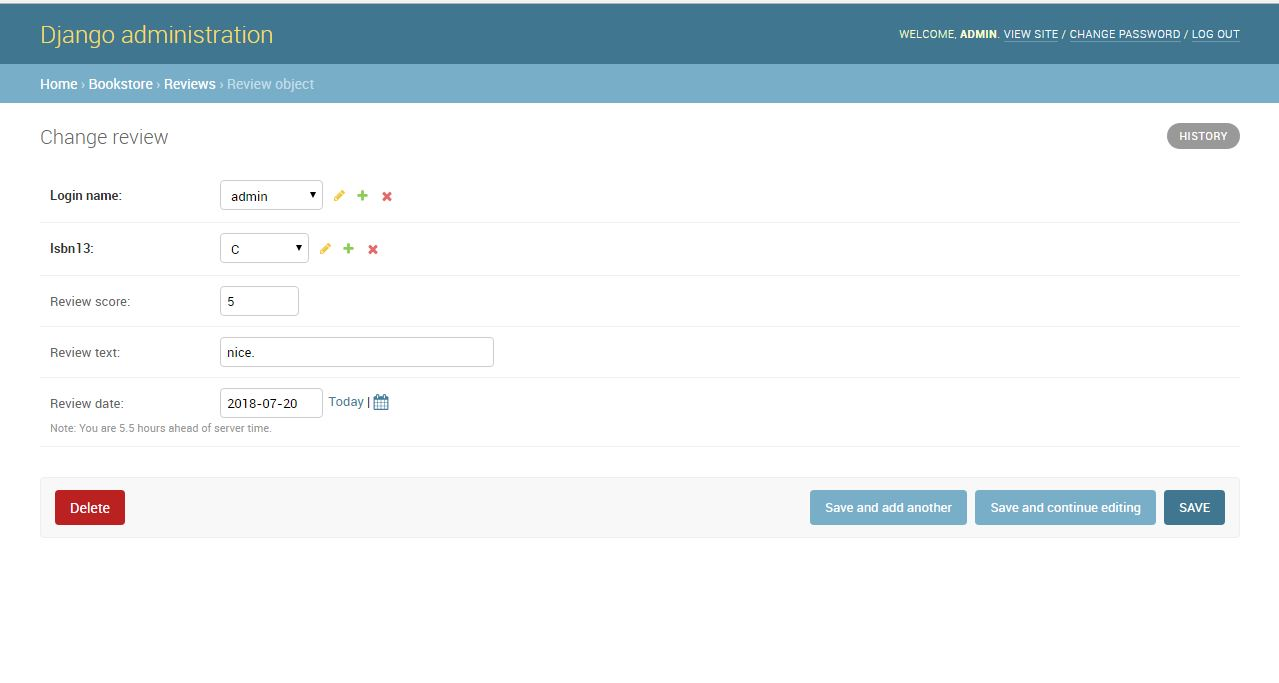 Django administration
WELCOME, ADMIN. VIEW SITE / CHANGE PASSWORD / LOG OUT
Home › Bookstore › Reviews › Review object
Change review
HISTORY
Login name: admin
Isbn13: C
Review score: 5
Review text: nice.
Review date: 2018-07-20 Today |
Note: You are 5.5 hours ahead of server time.
Delete Save and add another Save and continue editing SAVE